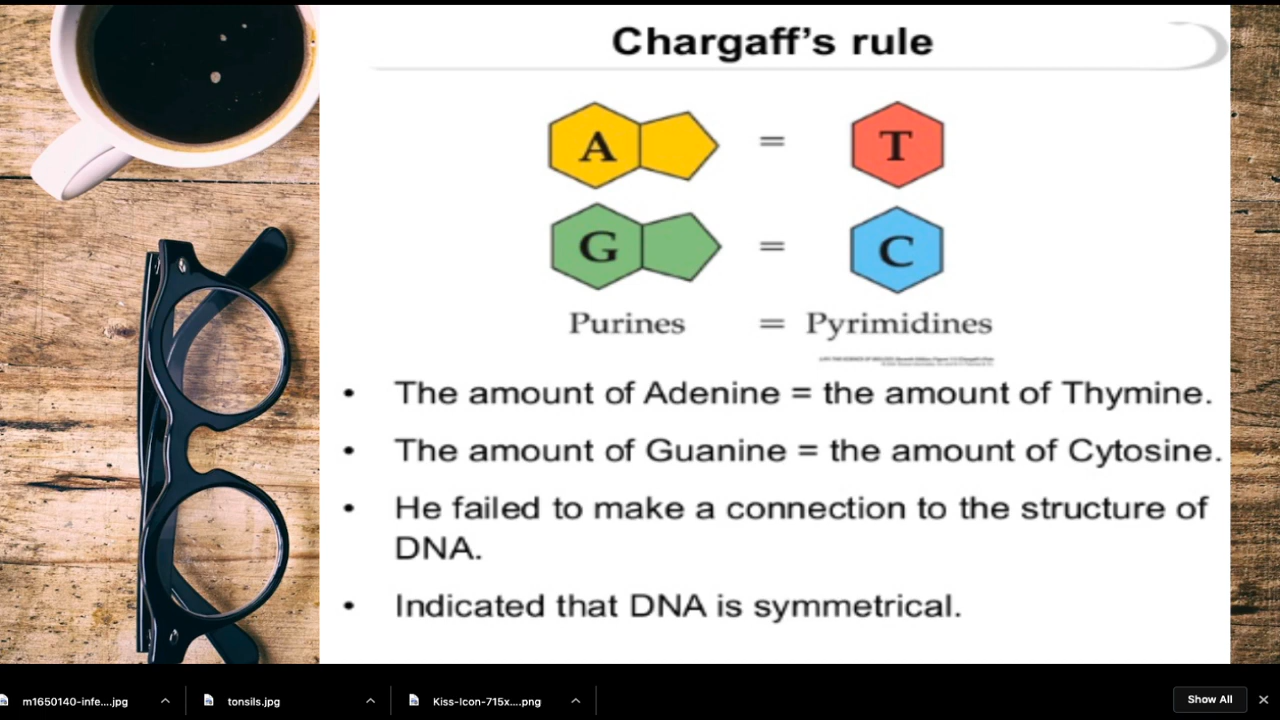 Chargaff's rule
A = T
G = C
Purines = Pyrimidines
• The amount of Adenine = the amount of Thymine.
• The amount of Guanine = the amount of Cytosine.
• He failed to make a connection to the structure of
DNA.
• Indicated that DNA is symmetrical.
m1650140-infe....jpg
tonsils.jpg
Kiss-Icon-715x....png
Show All